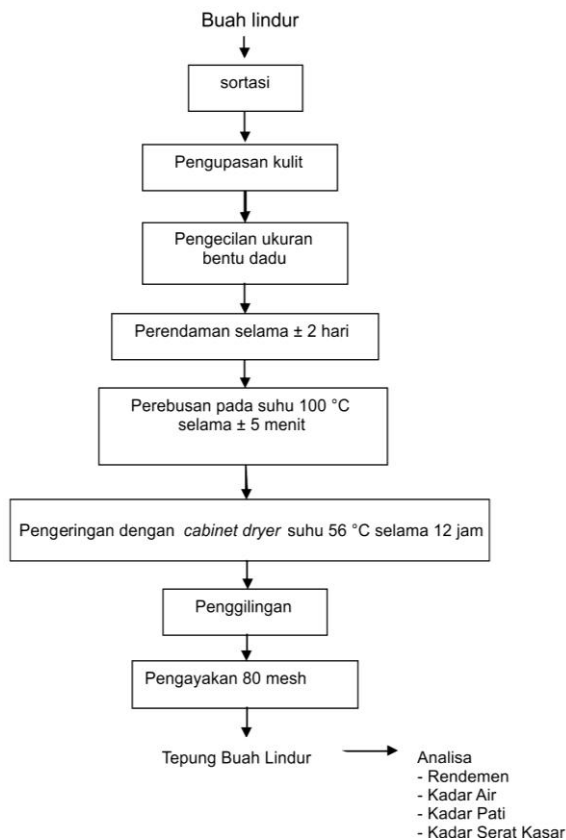 Buah lindur
sortasi
Pengupasan kulit
Pengecilan ukuran
bentu dadu
Perendaman selama ± 2 hari
Perebusan pada suhu 100 °C
selama ± 5 menit
Pengeringan dengan cabinet dryer suhu 56 °C selama 12 jam
Penggilingan
Pengayakan 80 mesh
Tepung Buah Lindur
Analisa
- Rendemen
- Kadar Air
- Kadar Pati
- Kadar Serat Kasar